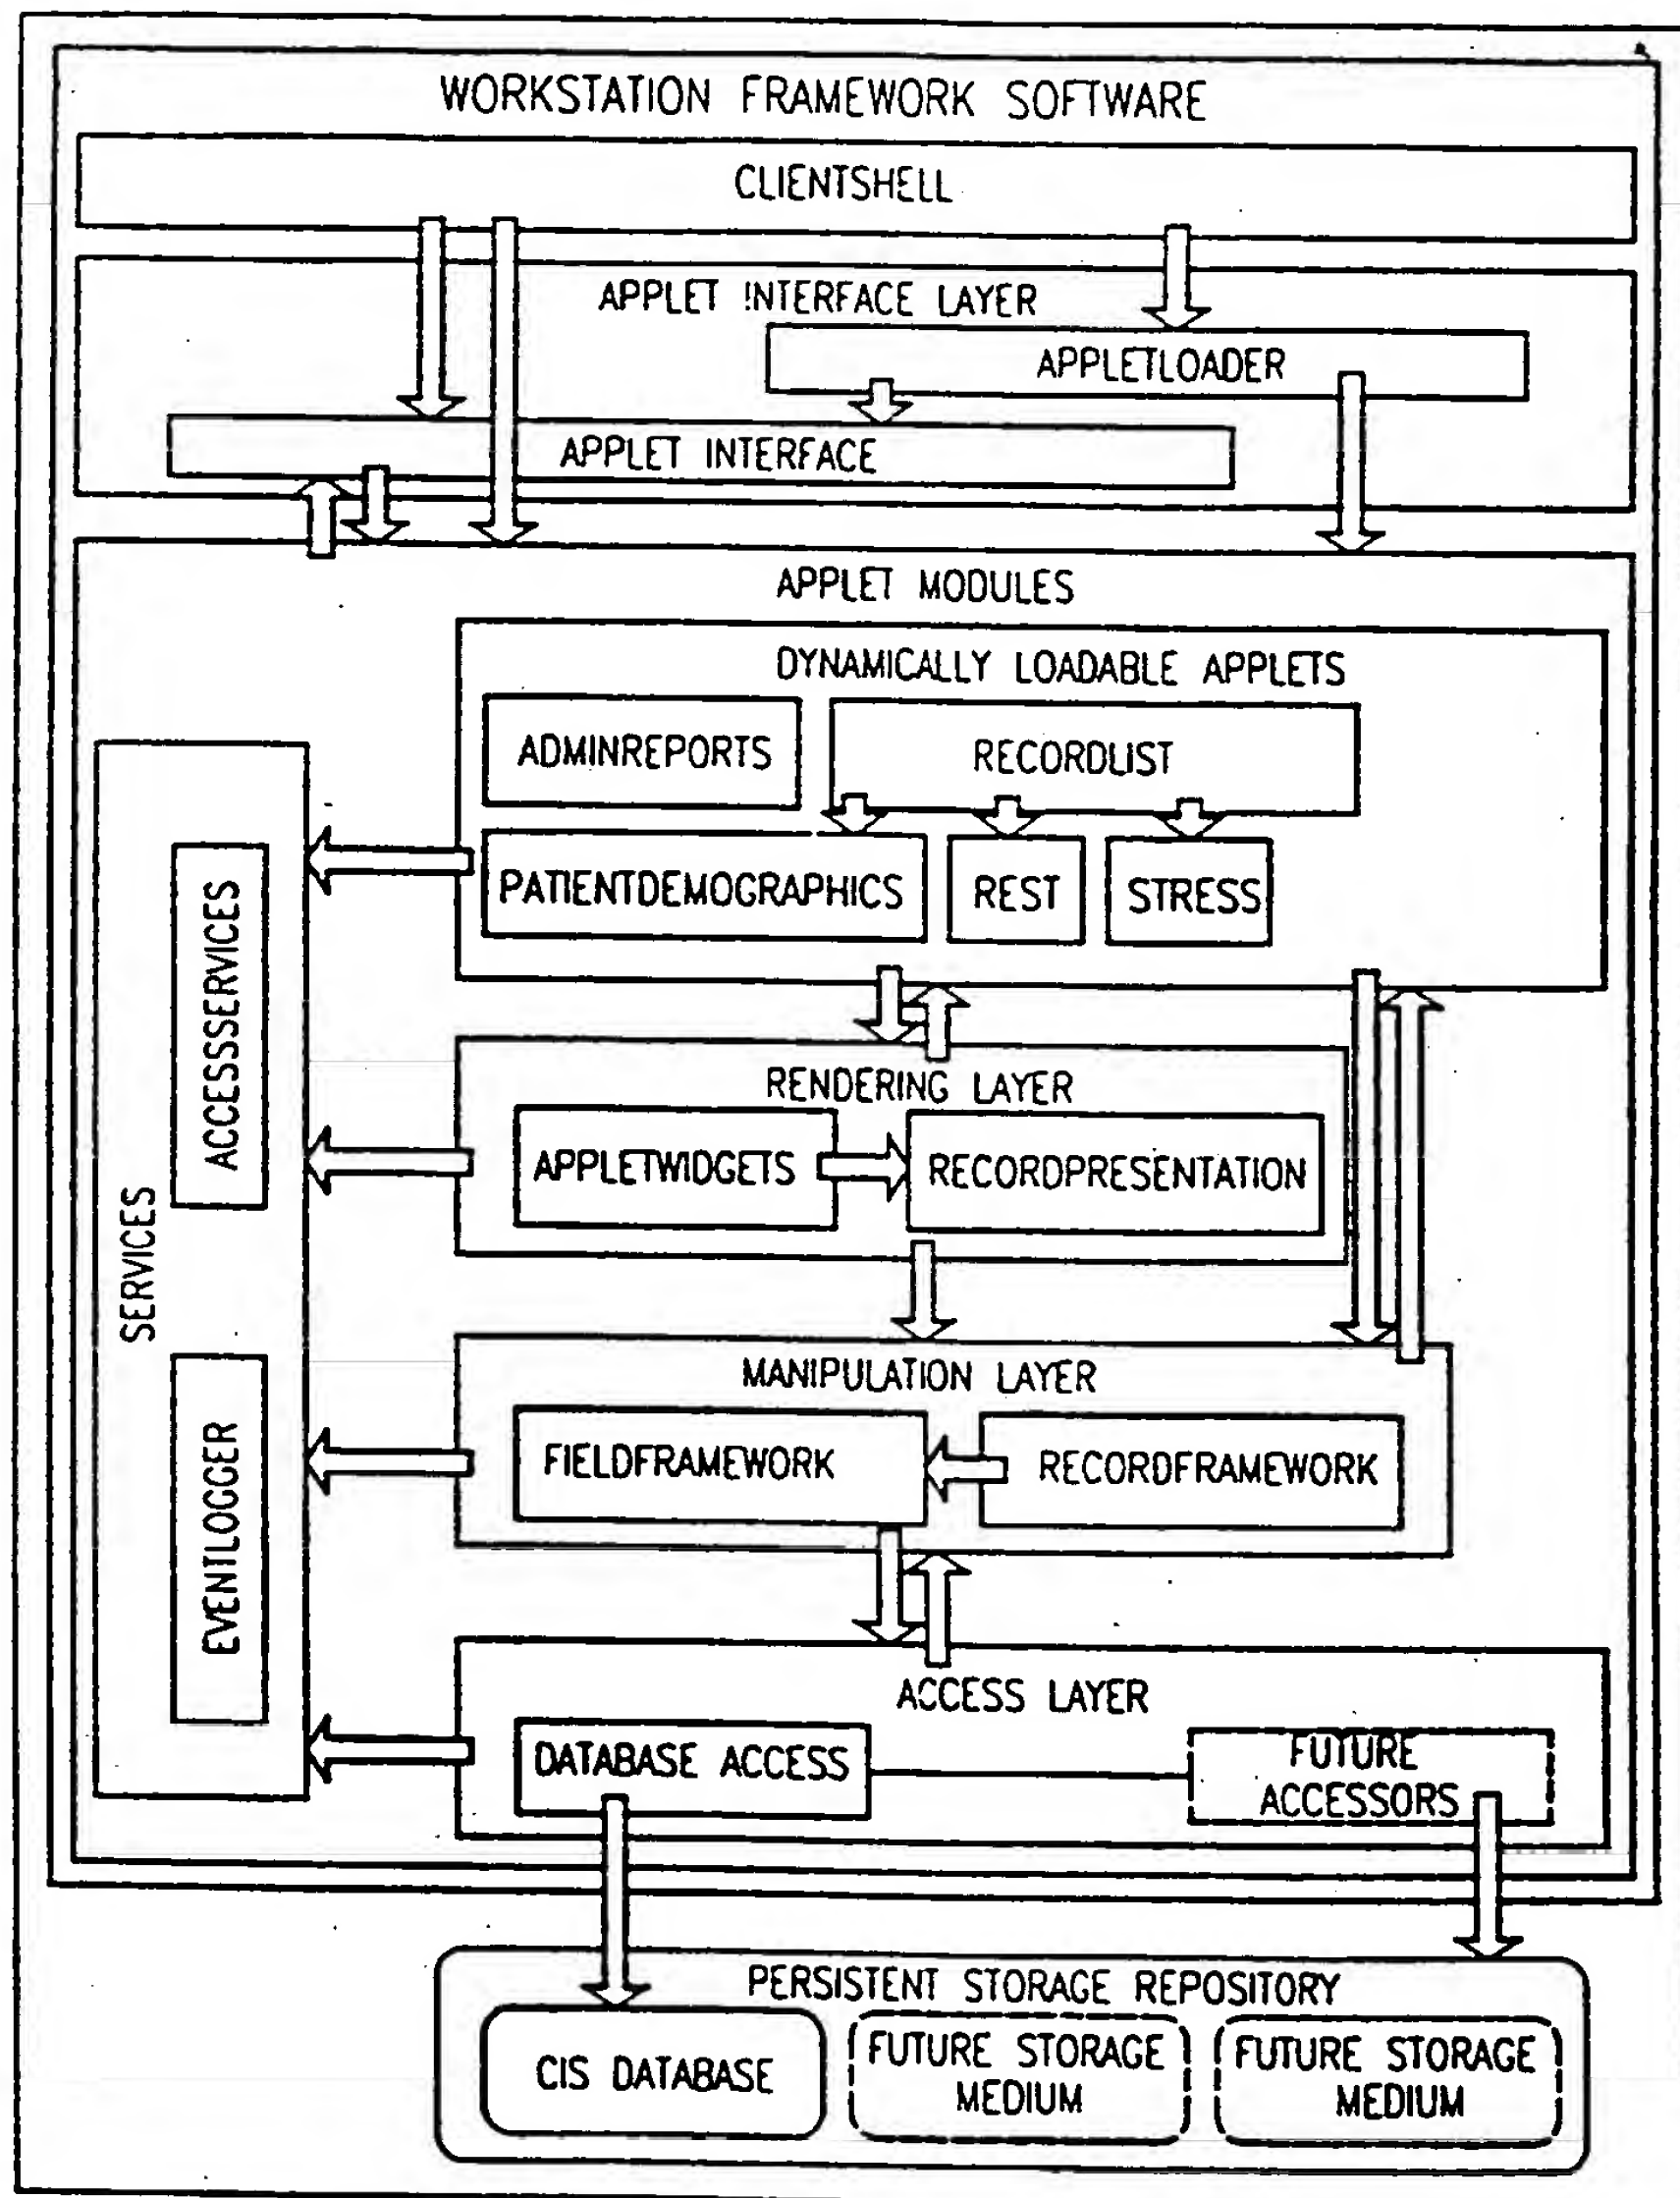 WORKSTATION FRAMEWORK SOFTWARE
CLIENTSHELL
APPLET INTERFACE LAYER
APPLETLOADER
APPLET INTERFACE
APPLET MODULES
DYNAMICALLY LOADABLE APPLETS
ADMINREPORTS
RECORDLIST
PATIENTDEMOGRAPHICS
REST
STRESS
SERVICES
ACCESSSERVICES
EVENTLOGGER
RENDERING LAYER
APPLETWIDGETS
RECORDPRESENTATION
MANIPULATION LAYER
FIELDFRAMEWORK
RECORDFRAMEWORK
ACCESS LAYER
DATABASE ACCESS
FUTURE
ACCESSORS
PERSISTENT STORAGE REPOSITORY
CIS DATABASE
FUTURE STORAGE
MEDIUM
FUTURE STORAGE
MEDIUM